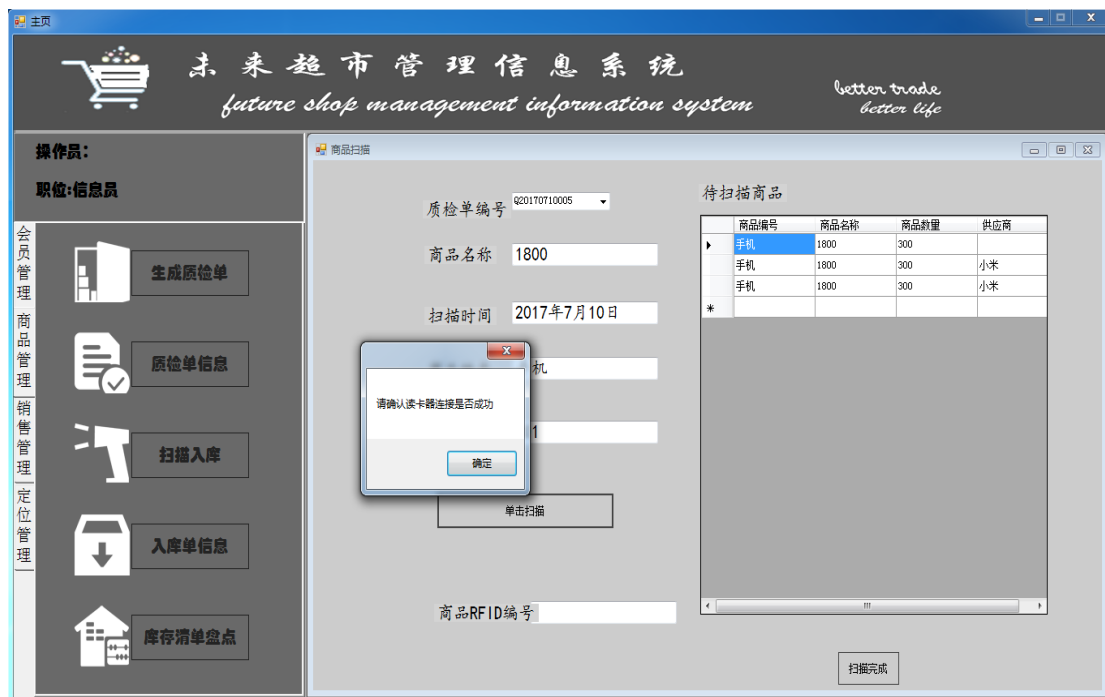 主页
未来超市管理信息系统
future shop management information system
better trade
better life
操作员：
职位:信息员
会员管理
商品管理
销售管理
定位管理
生成质检单
质检单信息
扫描入库
入库单信息
库存清单盘点
商品扫描
质检单编号 Q20170710005
商品名称 1800
扫描时间 2017年7月10日
机
1
请确认读卡器连接是否成功
确定
单击扫描
商品RFID编号
待扫描商品
商品编号 商品名称 商品数量 供应商
手机 1800 300
手机 1800 300 小米
手机 1800 300 小米
扫描完成